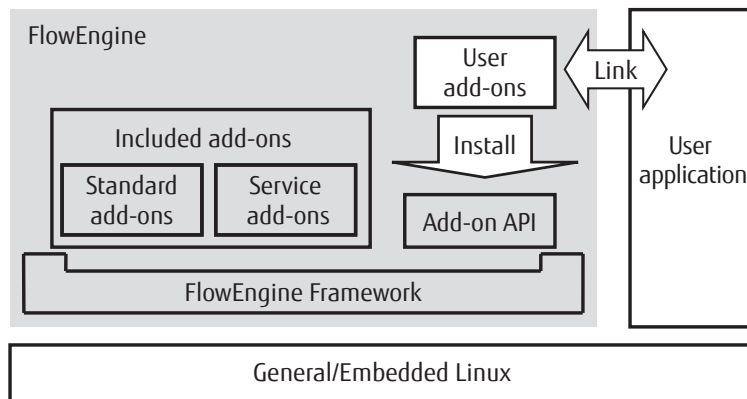 FlowEngine
User
add-ons
Link
Included add-ons
Install
User
application
Standard
add-ons
Service
add-ons
Add-on API
FlowEngine Framework
General/Embedded Linux